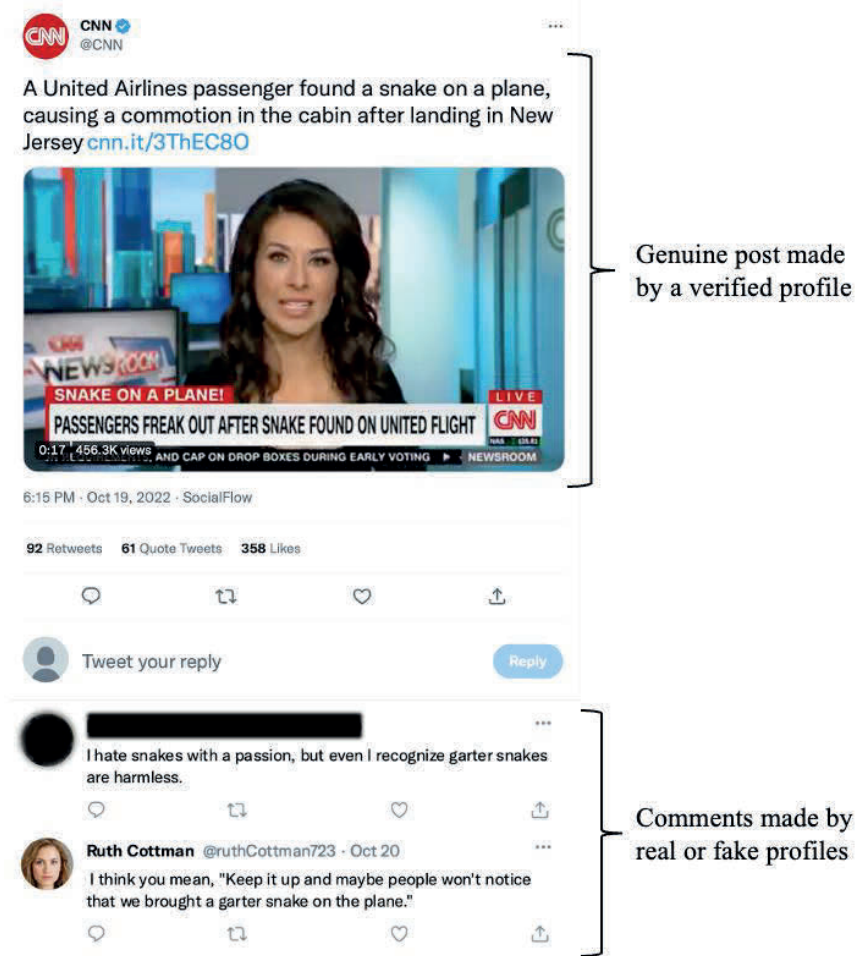 CNN
CNN
@CNN
A United Airlines passenger found a snake on a plane,
causing a commotion in the cabin after landing in New
Jersey cnn.it/3ThEC8O
Genuine post made
by a verified profile
CNN
NEWSROOM
SNAKE ON A PLANE!
LIVE
PASSENGERS FREAK OUT AFTER SNAKE FOUND ON UNITED FLIGHT
CNN
0:17 456.3K views
AND CAP ON DROP BOXES DURING EARLY VOTING
NEWSROOM
6:15 PM · Oct 19, 2022 · SocialFlow
92 Retweets 61 Quote Tweets 358 Likes
Tweet your reply
Reply
I hate snakes with a passion, but even I recognize garter snakes
are harmless.
Comments made by
real or fake profiles
Ruth Cottman @ruthCottman723 · Oct 20
I think you mean, "Keep it up and maybe people won't notice
that we brought a garter snake on the plane."